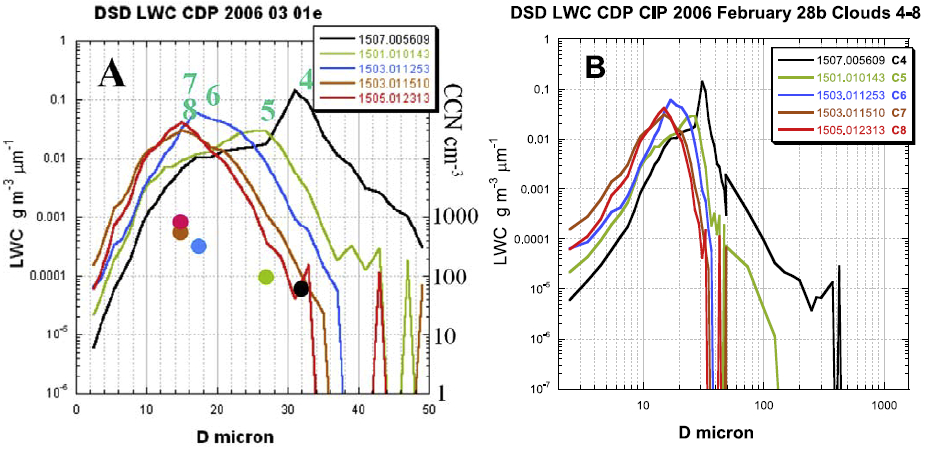 DSD LWC CDP 2006 03 01e
A
1507.005609
1501.010143
1503.011253
1503.011510
1505.012313
7
8
6
5
4
1
0.1
0.01
0.001
0.0001
10⁻⁵
10⁻⁶
LWC g m⁻³ µm⁻¹
CCN cm⁻³
1000
100
10
1
0 10 20 30 40 50
D micron
DSD LWC CDP CIP 2006 February 28b Clouds 4-8
B
1507.005609 C4
1501.010143 C5
1503.011253 C6
1503.011510 C7
1505.012313 C8
1
0.1
0.01
0.001
0.0001
10⁻⁵
10⁻⁶
10⁻⁷
LWC g m⁻³ µm⁻¹
10 100 1000
D micron